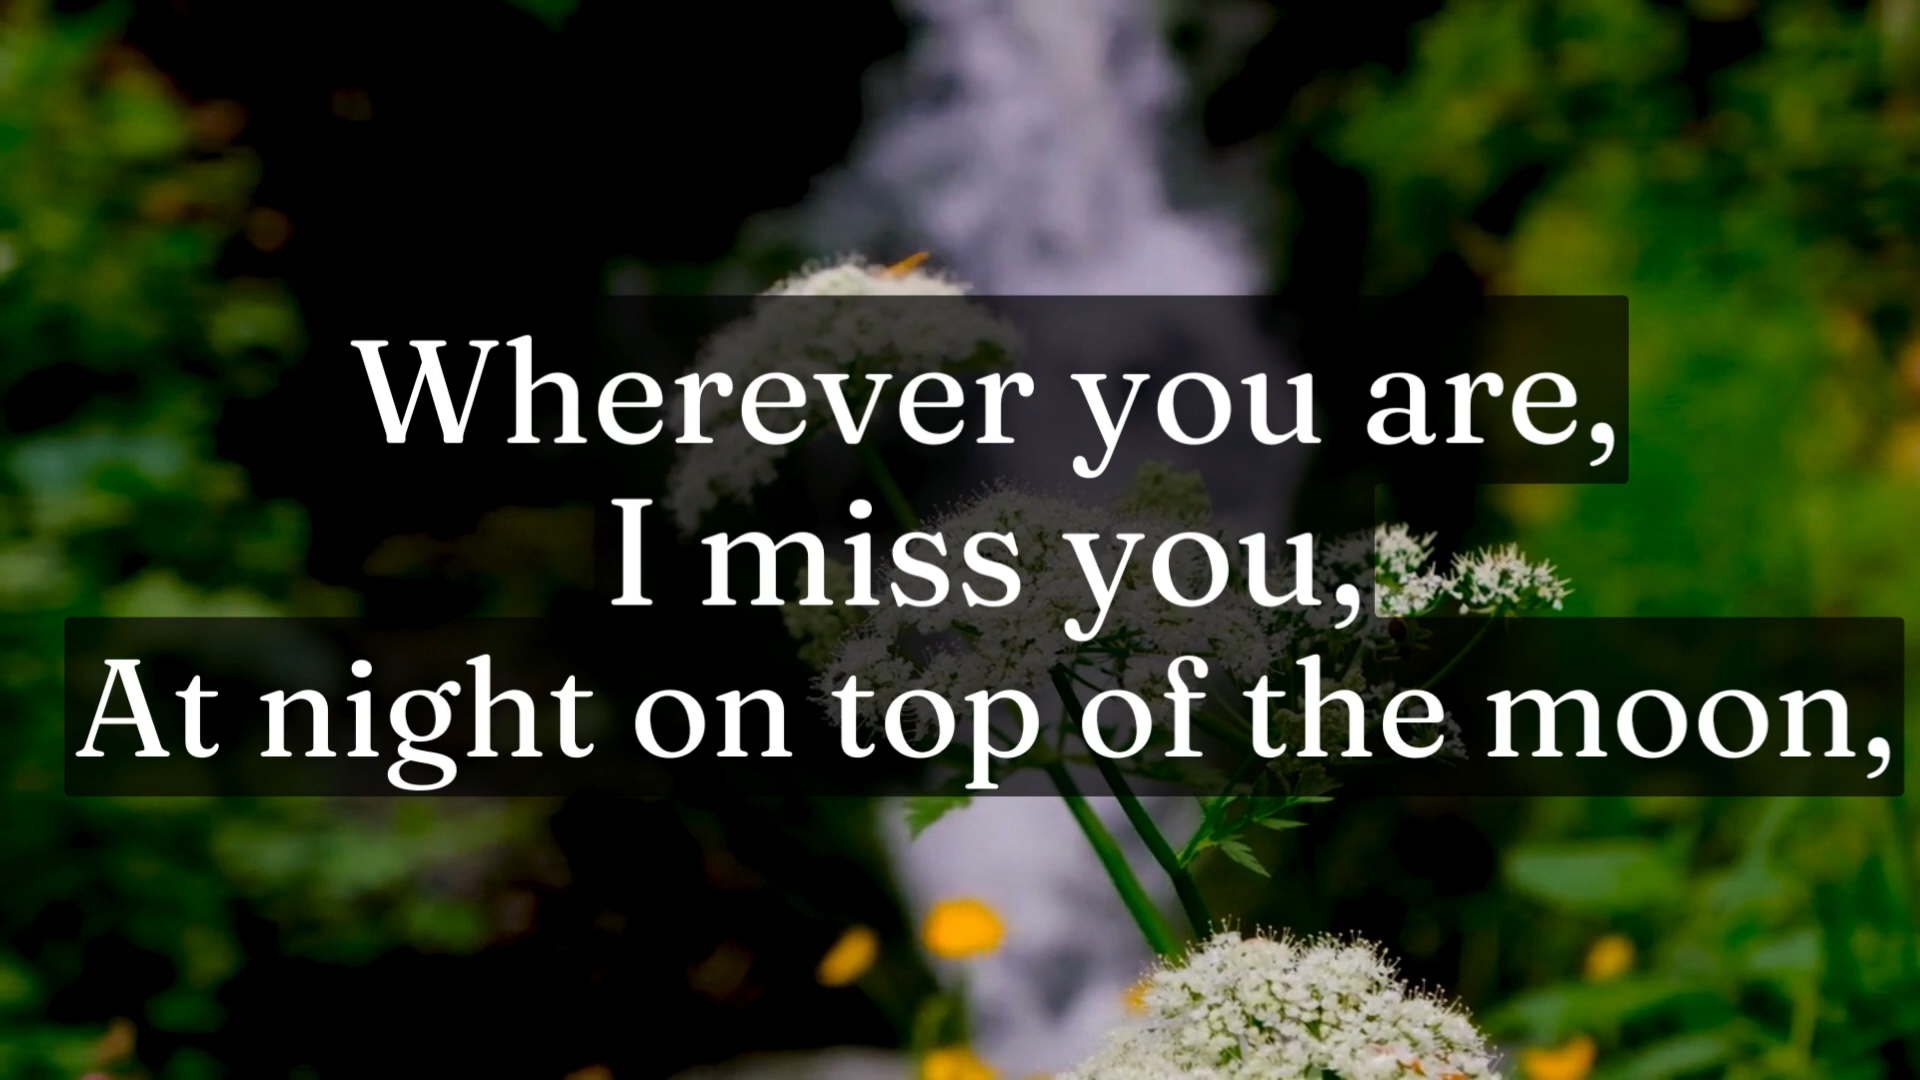 Wherever you are,
I miss you,
At night on top of the moon,